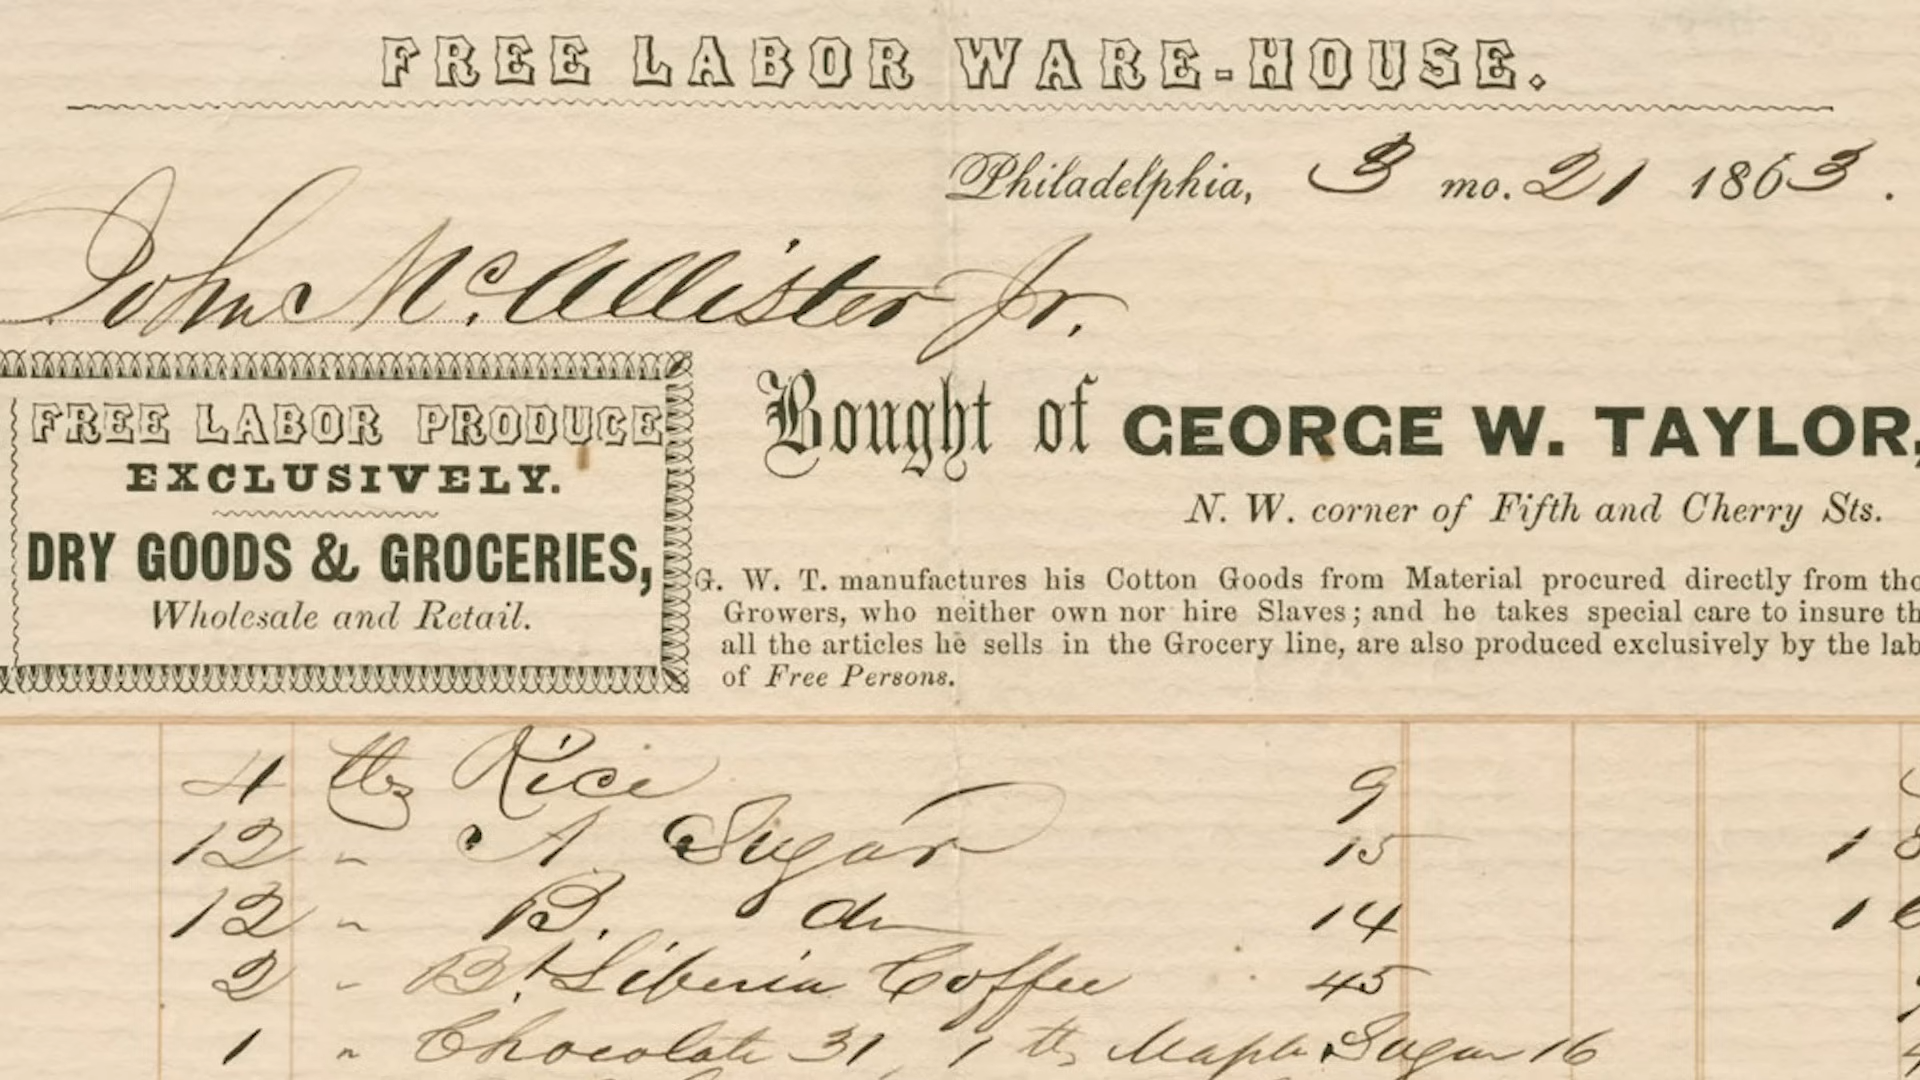 FREE LABOR WARE-HOUSE.
Philadelphia, 3 mo. 21 1863.
John McAllister Jr.
FREE LABOR PRODUCE
EXCLUSIVELY.
DRY GOODS & GROCERIES,
Wholesale and Retail.
Bought of GEORGE W. TAYLOR,
N. W. corner of Fifth and Cherry Sts.
G. W. T. manufactures his Cotton Goods from Material procured directly from
Growers, who neither own nor hire Slaves; and he takes special care to insure
all the articles he sells in the Grocery line, are also produced exclusively by the
of Free Persons.
4 lbs Rice 9
12 " A Sugar 15 1
12 " B. do 14 1
2 " Bt Liberia Coffee 45
1 " Chocolate 31, 1 lb Maple Sugar 16